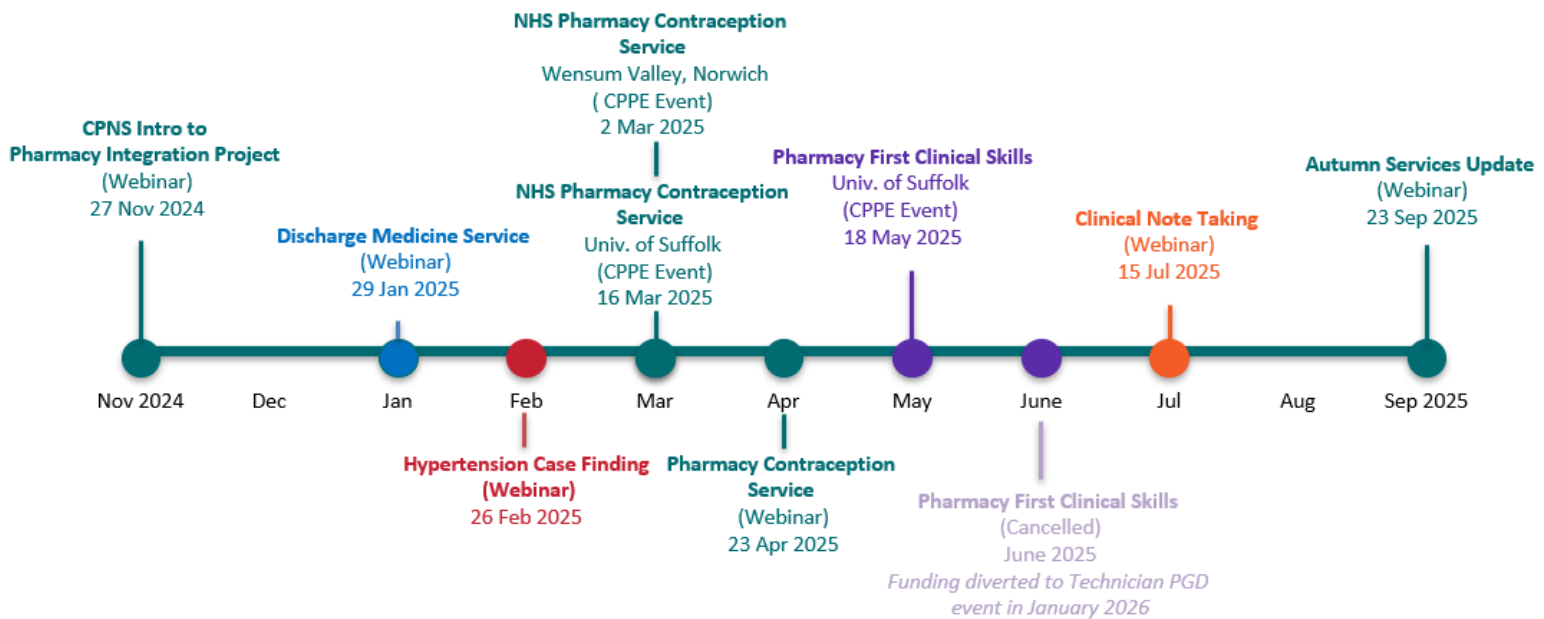 CPNS Intro to
Pharmacy Integration Project
(Webinar)
27 Nov 2024
Discharge Medicine Service
(Webinar)
29 Jan 2025
NHS Pharmacy Contraception
Service
Wensum Valley, Norwich
( CPPE Event)
2 Mar 2025
NHS Pharmacy Contraception
Service
Univ. of Suffolk
(CPPE Event)
16 Mar 2025
Pharmacy First Clinical Skills
Univ. of Suffolk
(CPPE Event)
18 May 2025
Clinical Note Taking
(Webinar)
15 Jul 2025
Autumn Services Update
(Webinar)
23 Sep 2025
Nov 2024 Dec Jan Feb Mar Apr May June Jul Aug Sep 2025
Hypertension Case Finding
(Webinar)
26 Feb 2025
Pharmacy Contraception
Service
(Webinar)
23 Apr 2025
Pharmacy First Clinical Skills
(Cancelled)
June 2025
Funding diverted to Technician PGD
event in January 2026